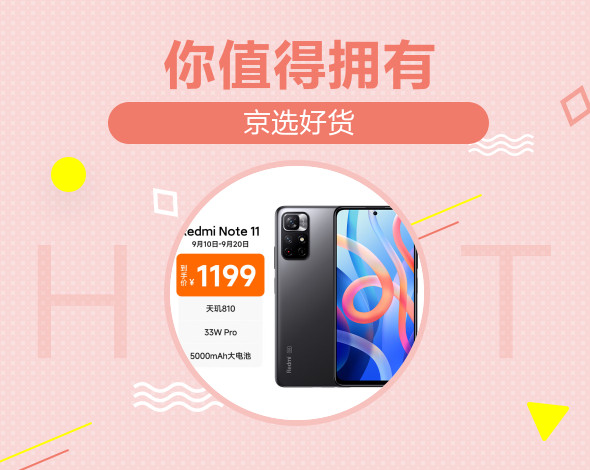 你值得拥有
京选好货
Redmi Note 11
9月10日-9月20日
到手价 ¥1199
天玑810
33W Pro
5000mAh大电池
Redmi
H T